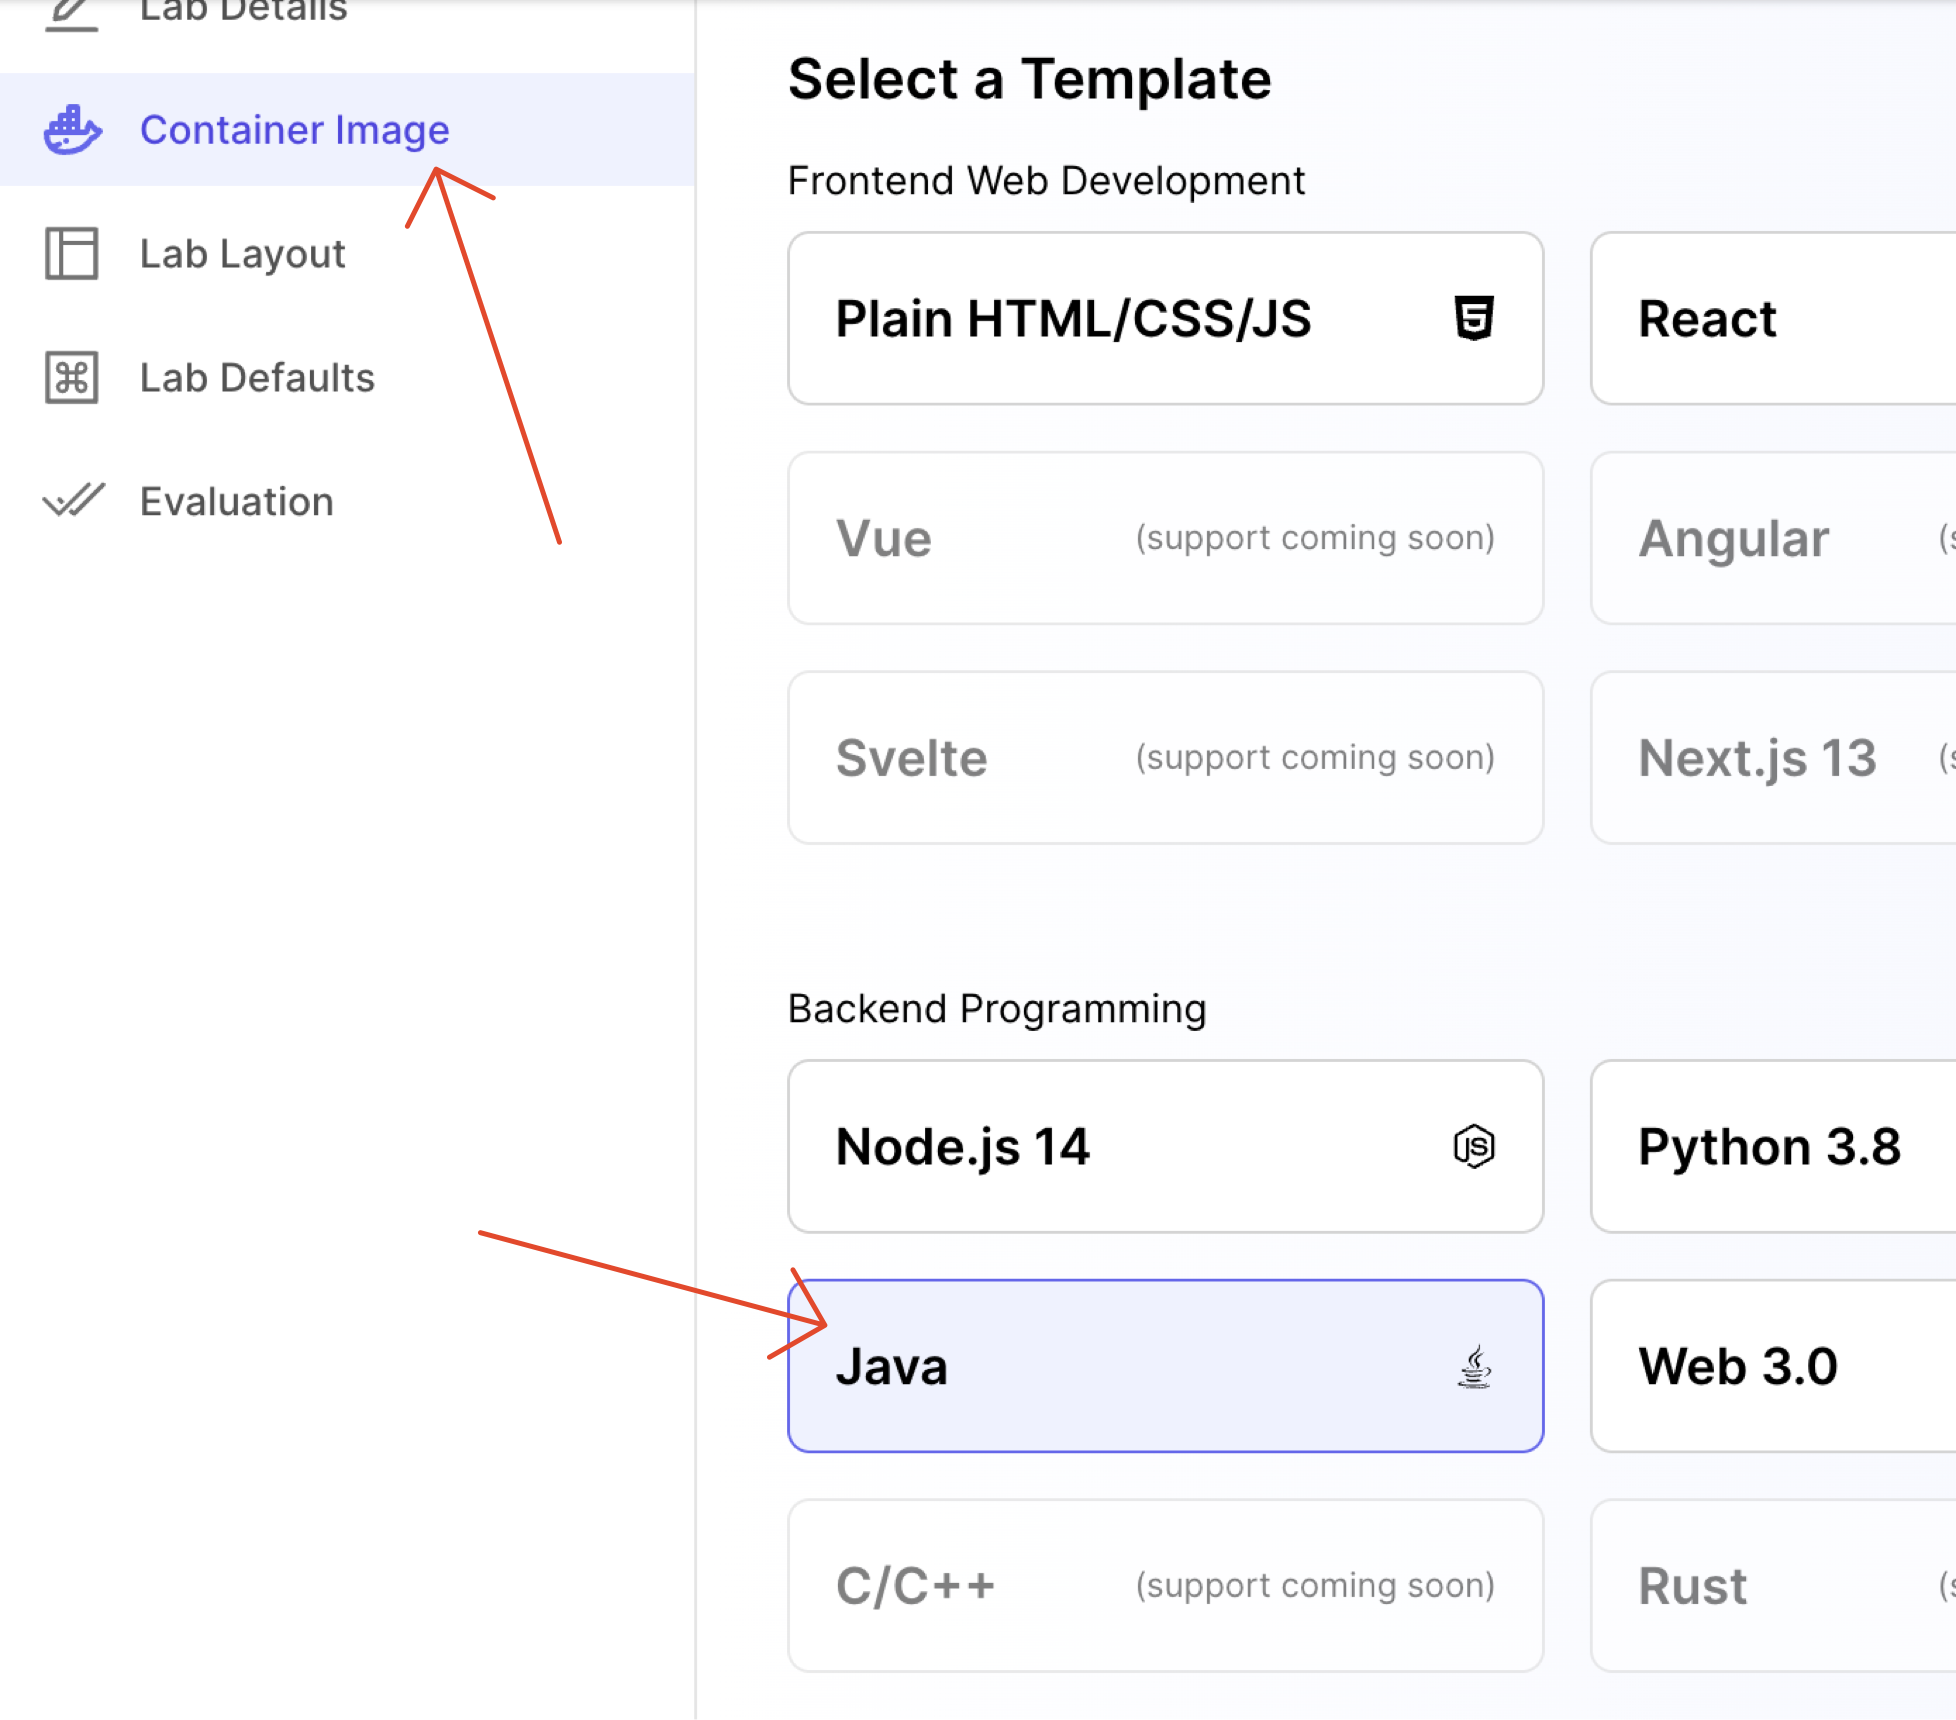 Lab Details
Container Image
Lab Layout
Lab Defaults
Evaluation
Select a Template
Frontend Web Development
Plain HTML/CSS/JS
React
Vue (support coming soon)
Angular
Svelte (support coming soon)
Next.js 13
Backend Programming
Node.js 14
Python 3.8
Java
Web 3.0
C/C++ (support coming soon)
Rust